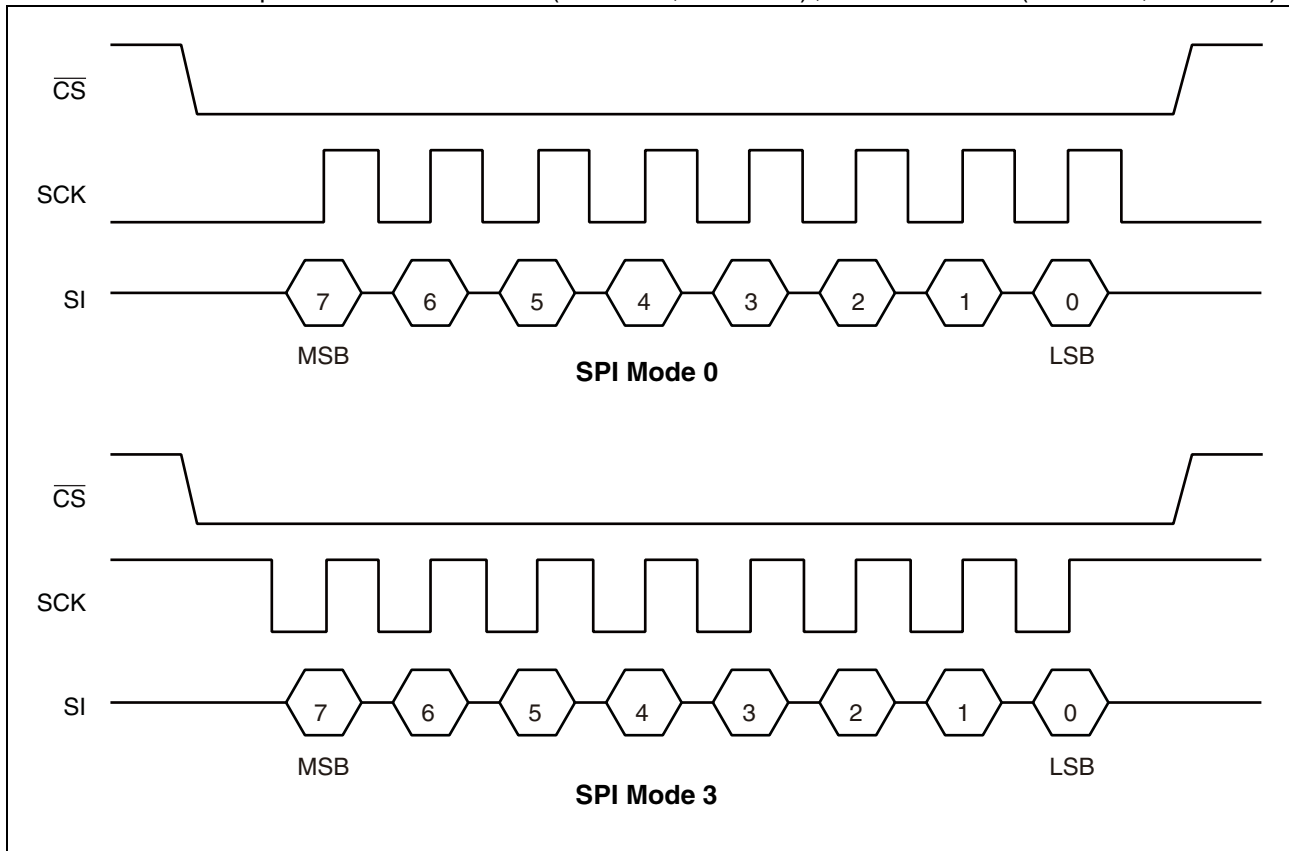 CS
SCK
SI
7 6 5 4 3 2 1 0
MSB LSB
SPI Mode 0
CS
SCK
SI
7 6 5 4 3 2 1 0
MSB LSB
SPI Mode 3